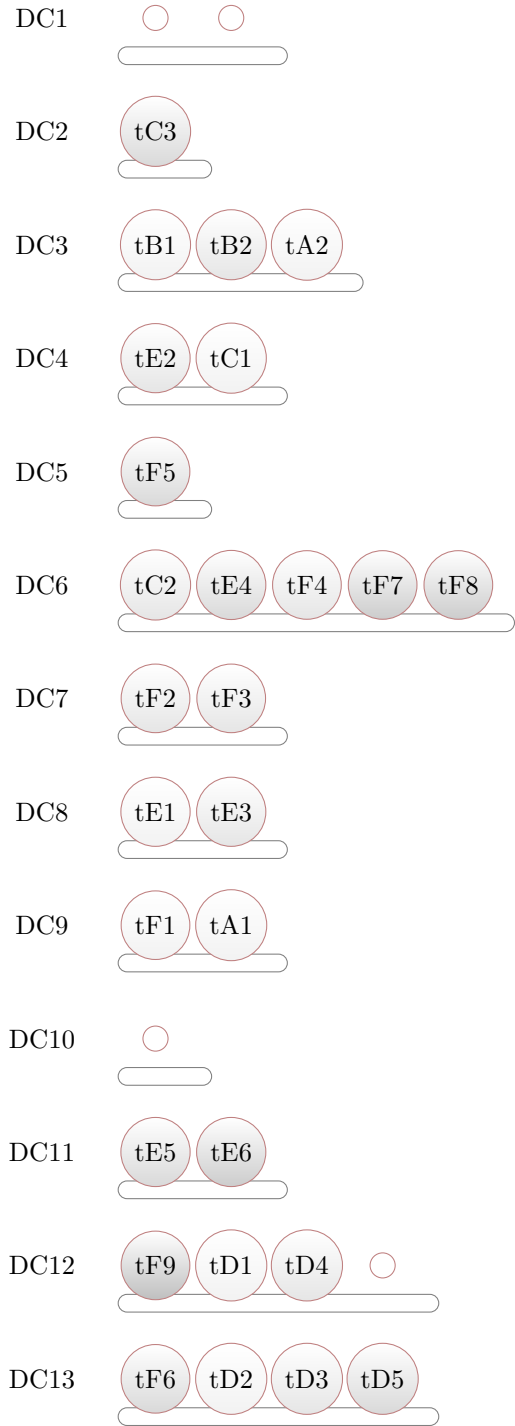 DC1
DC2 tC3
DC3 tB1 tB2 tA2
DC4 tE2 tC1
DC5 tF5
DC6 tC2 tE4 tF4 tF7 tF8
DC7 tF2 tF3
DC8 tE1 tE3
DC9 tF1 tA1
DC10
DC11 tE5 tE6
DC12 tF9 tD1 tD4
DC13 tF6 tD2 tD3 tD5